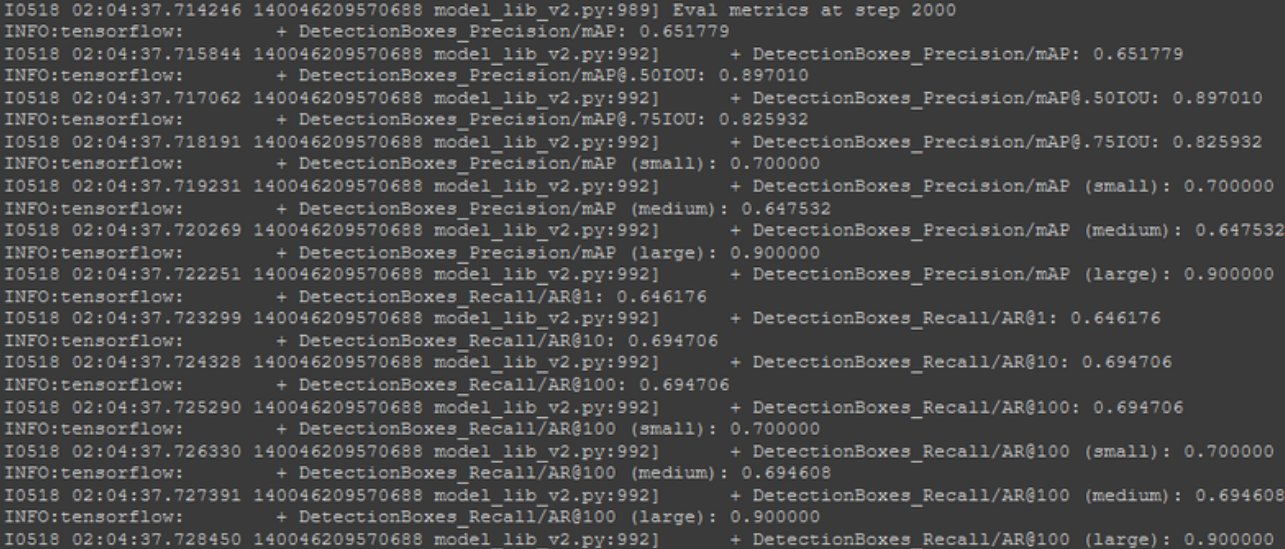 I0518 02:04:37.714246 140046209570688 model_lib_v2.py:989] Eval metrics at step 2000
INFO:tensorflow:        + DetectionBoxes_Precision/mAP: 0.651779
I0518 02:04:37.715844 140046209570688 model_lib_v2.py:992]        + DetectionBoxes_Precision/mAP: 0.651779
INFO:tensorflow:        + DetectionBoxes_Precision/mAP@.50IOU: 0.897010
I0518 02:04:37.717062 140046209570688 model_lib_v2.py:992]        + DetectionBoxes_Precision/mAP@.50IOU: 0.897010
INFO:tensorflow:        + DetectionBoxes_Precision/mAP@.75IOU: 0.825932
I0518 02:04:37.718191 140046209570688 model_lib_v2.py:992]        + DetectionBoxes_Precision/mAP@.75IOU: 0.825932
INFO:tensorflow:        + DetectionBoxes_Precision/mAP (small): 0.700000
I0518 02:04:37.719231 140046209570688 model_lib_v2.py:992]        + DetectionBoxes_Precision/mAP (small): 0.700000
INFO:tensorflow:        + DetectionBoxes_Precision/mAP (medium): 0.647532
I0518 02:04:37.720269 140046209570688 model_lib_v2.py:992]        + DetectionBoxes_Precision/mAP (medium): 0.647532
INFO:tensorflow:        + DetectionBoxes_Precision/mAP (large): 0.900000
I0518 02:04:37.722251 140046209570688 model_lib_v2.py:992]        + DetectionBoxes_Precision/mAP (large): 0.900000
INFO:tensorflow:        + DetectionBoxes_Recall/AR@1: 0.646176
I0518 02:04:37.723299 140046209570688 model_lib_v2.py:992]        + DetectionBoxes_Recall/AR@1: 0.646176
INFO:tensorflow:        + DetectionBoxes_Recall/AR@10: 0.694706
I0518 02:04:37.724328 140046209570688 model_lib_v2.py:992]        + DetectionBoxes_Recall/AR@10: 0.694706
INFO:tensorflow:        + DetectionBoxes_Recall/AR@100: 0.694706
I0518 02:04:37.725290 140046209570688 model_lib_v2.py:992]        + DetectionBoxes_Recall/AR@100: 0.694706
INFO:tensorflow:        + DetectionBoxes_Recall/AR@100 (small): 0.700000
I0518 02:04:37.726330 140046209570688 model_lib_v2.py:992]        + DetectionBoxes_Recall/AR@100 (small): 0.700000
INFO:tensorflow:        + DetectionBoxes_Recall/AR@100 (medium): 0.694608
I0518 02:04:37.727391 140046209570688 model_lib_v2.py:992]        + DetectionBoxes_Recall/AR@100 (medium): 0.694608
INFO:tensorflow:        + DetectionBoxes_Recall/AR@100 (large): 0.900000
I0518 02:04:37.728450 140046209570688 model_lib_v2.py:992]        + DetectionBoxes_Recall/AR@100 (large): 0.900000